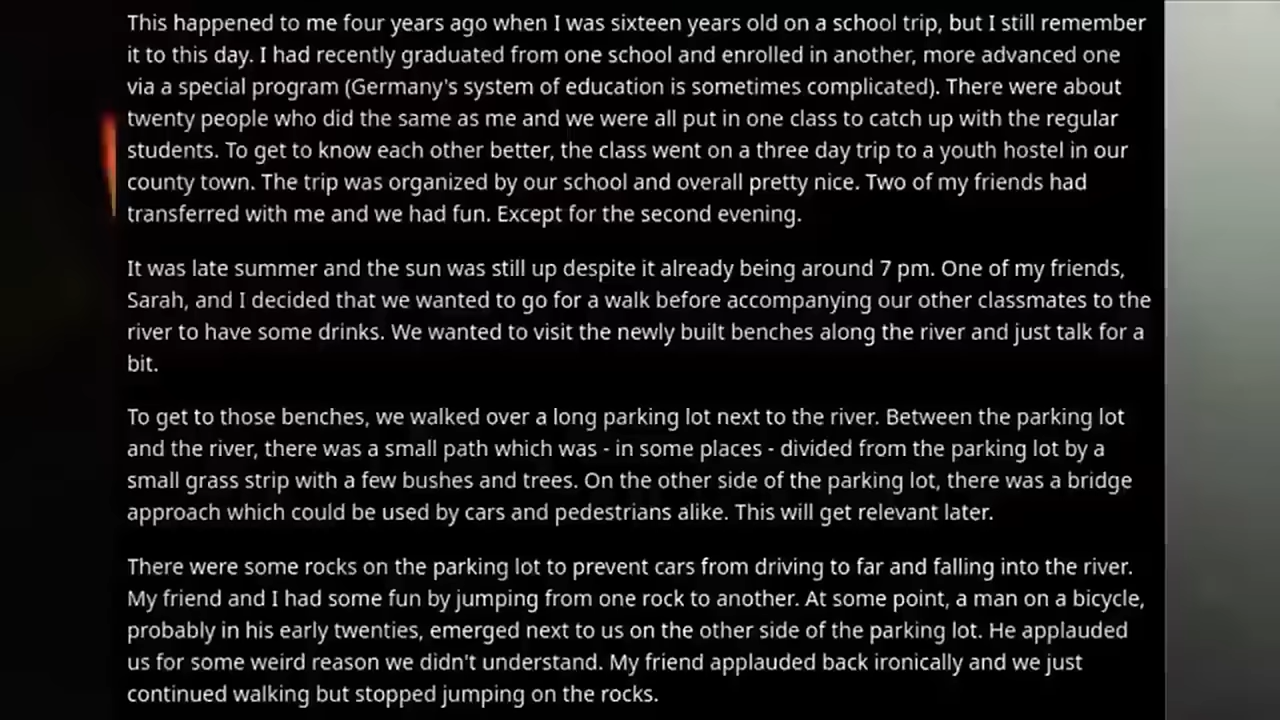 This happened to me four years ago when I was sixteen years old on a school trip, but I still remember
it to this day. I had recently graduated from one school and enrolled in another, more advanced one
via a special program (Germany's system of education is sometimes complicated). There were about
twenty people who did the same as me and we were all put in one class to catch up with the regular
students. To get to know each other better, the class went on a three day trip to a youth hostel in our
county town. The trip was organized by our school and overall pretty nice. Two of my friends had
transferred with me and we had fun. Except for the second evening.
It was late summer and the sun was still up despite it already being around 7 pm. One of my friends,
Sarah, and I decided that we wanted to go for a walk before accompanying our other classmates to the
river to have some drinks. We wanted to visit the newly built benches along the river and just talk for a
bit.
To get to those benches, we walked over a long parking lot next to the river. Between the parking lot
and the river, there was a small path which was - in some places - divided from the parking lot by a
small grass strip with a few bushes and trees. On the other side of the parking lot, there was a bridge
approach which could be used by cars and pedestrians alike. This will get relevant later.
There were some rocks on the parking lot to prevent cars from driving to far and falling into the river.
My friend and I had some fun by jumping from one rock to another. At some point, a man on a bicycle,
probably in his early twenties, emerged next to us on the other side of the parking lot. He applauded
us for some weird reason we didn't understand. My friend applauded back ironically and we just
continued walking but stopped jumping on the rocks.